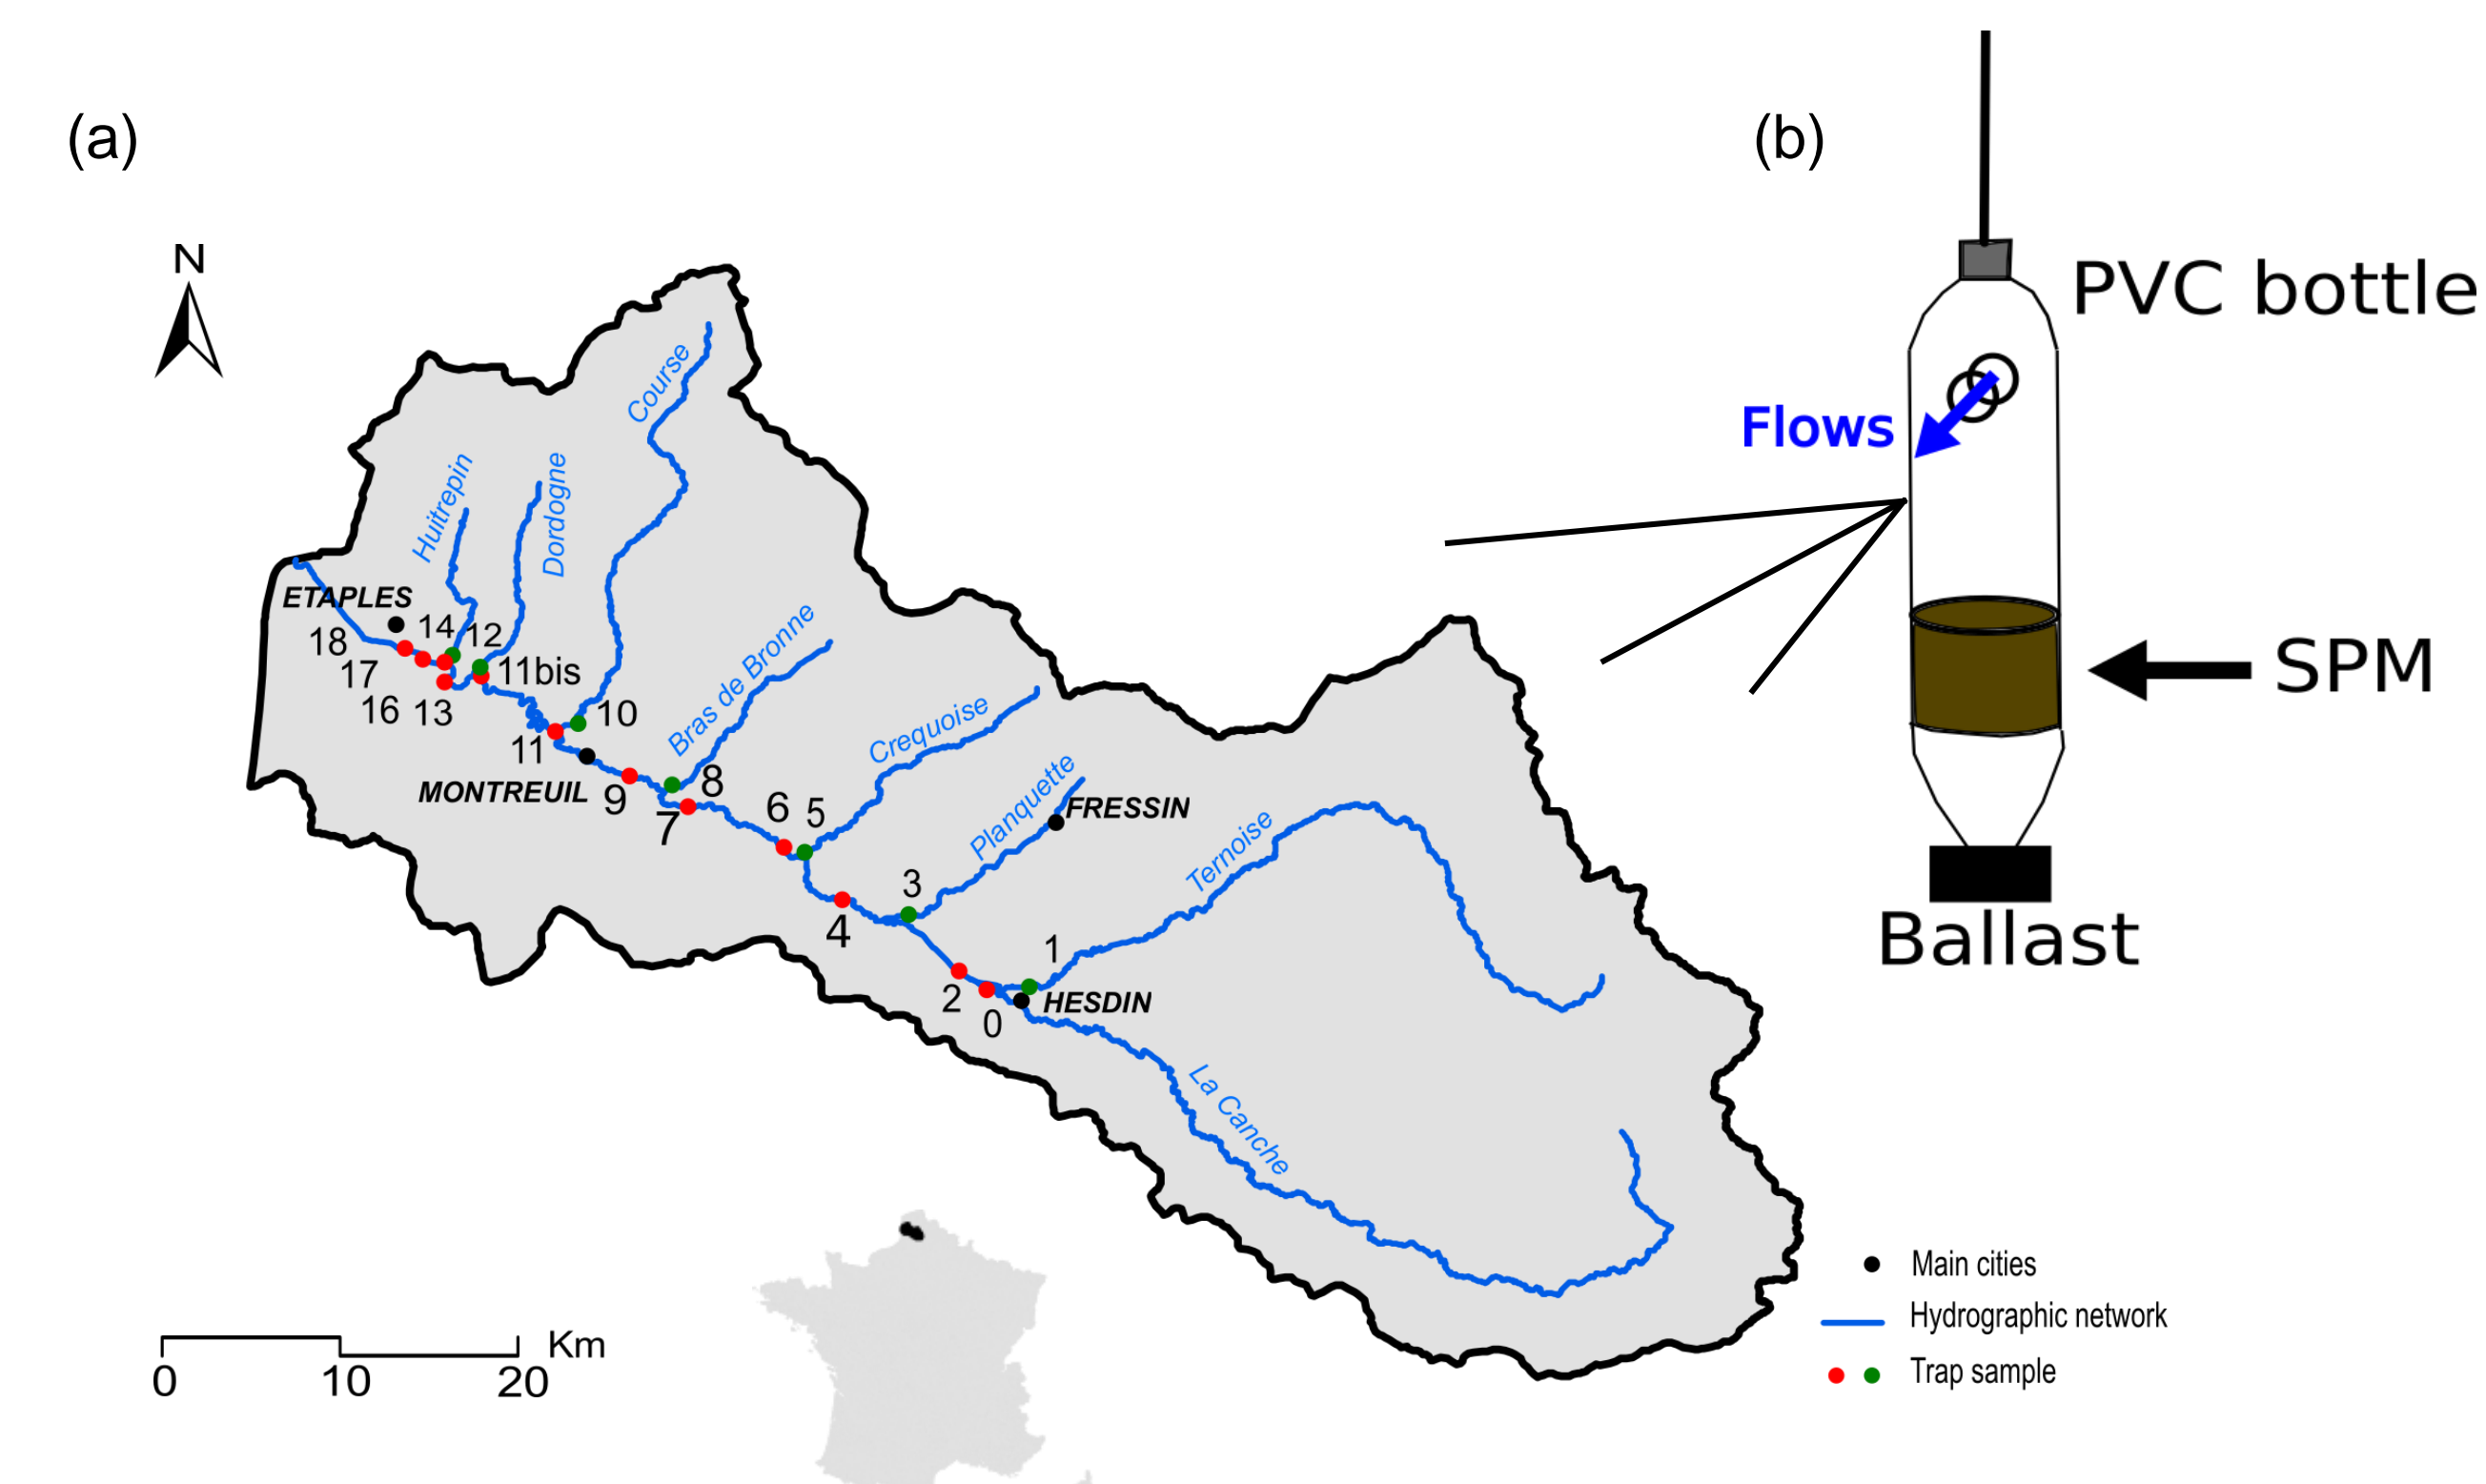 (a)
(b)
N
PVC bottle
Flows
SPM
Ballast
Course
Huitrepin
Dordogne
ETAPLES
14
12
18
17
11bis
16
13
10
11
Bras de Bronne
Crequoise
MONTREUIL
9
8
7
6
5
Planquette
FRESSIN
Ternoise
3
4
1
2
0
HESDIN
La Canche
Main cities
Hydrographic network
Trap sample
Km
0
10
20